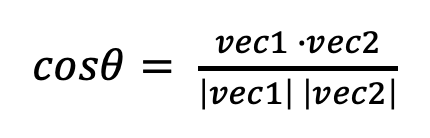 cosθ = vec1 ·vec2
|vec1| |vec2|